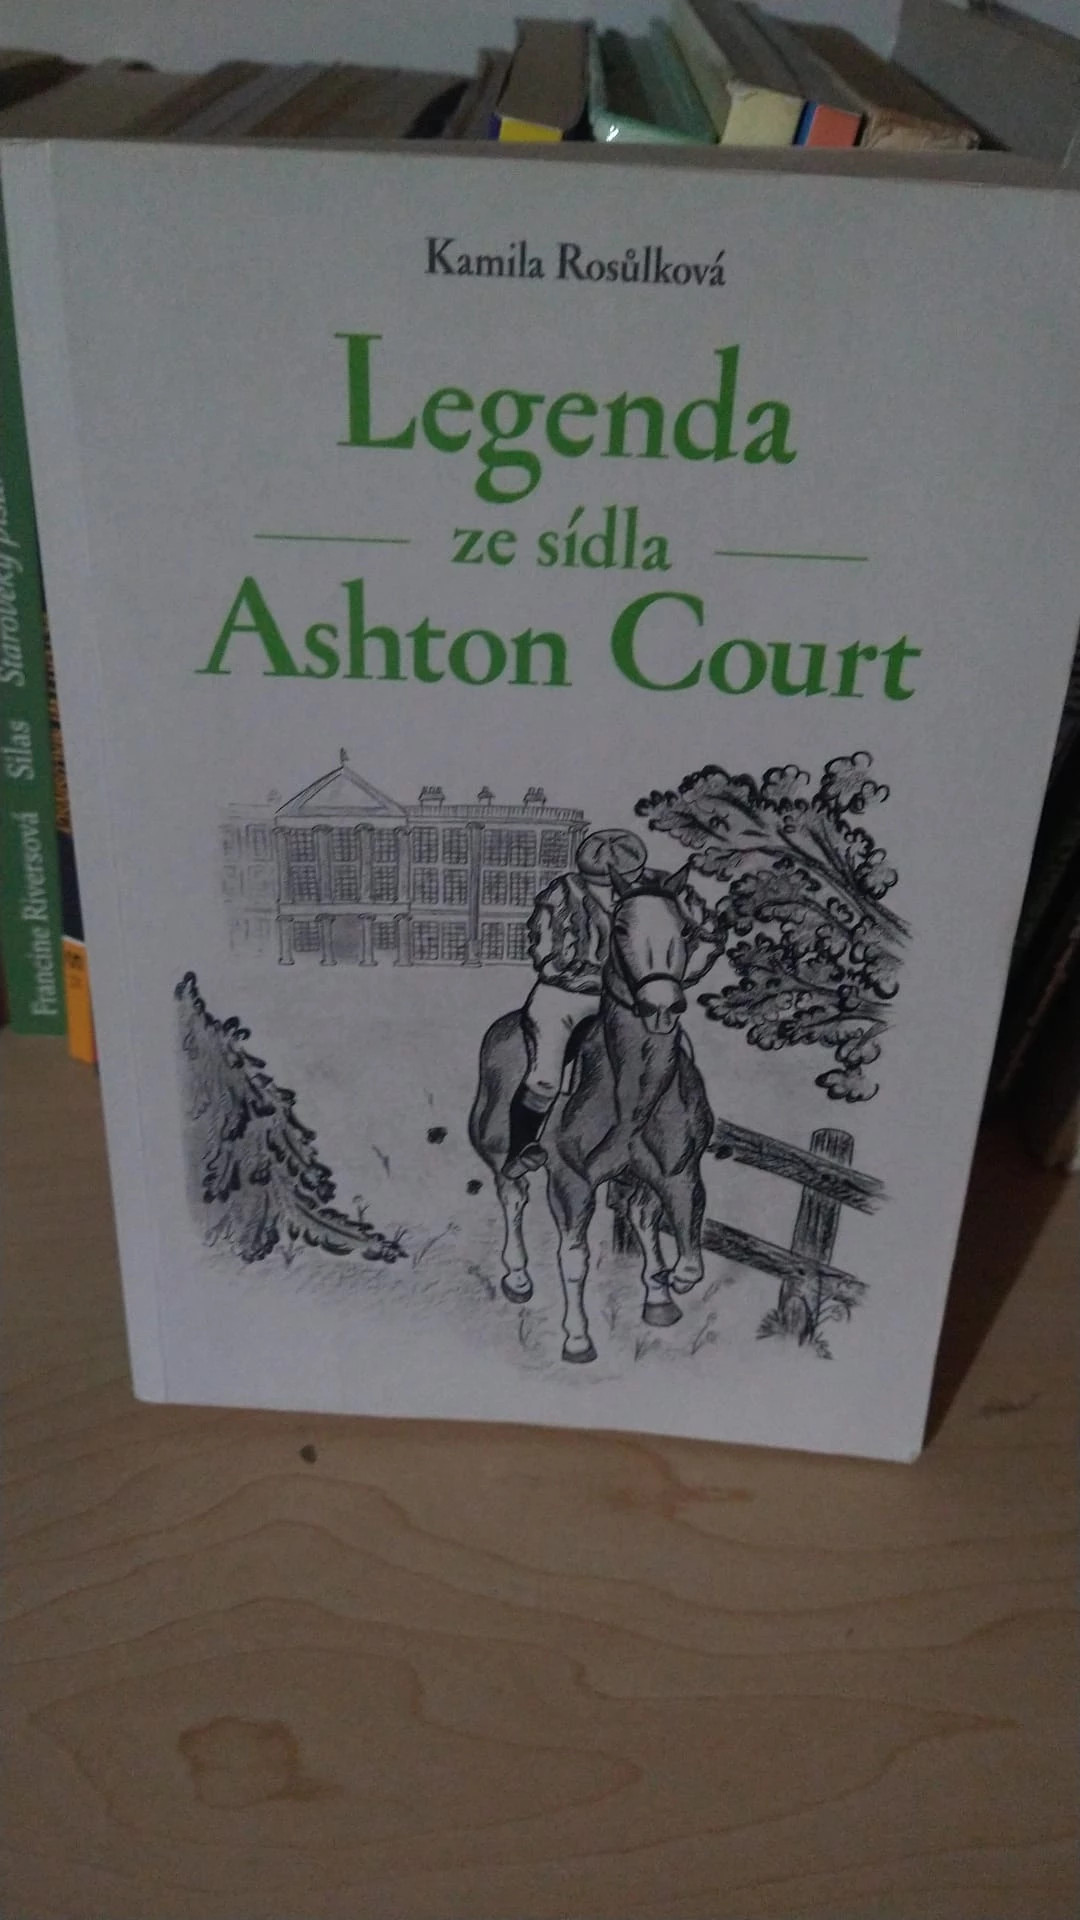 Kamila Rosůlková
Legenda
ze sídla
Ashton Court
Francine Riversová Silas Starověký